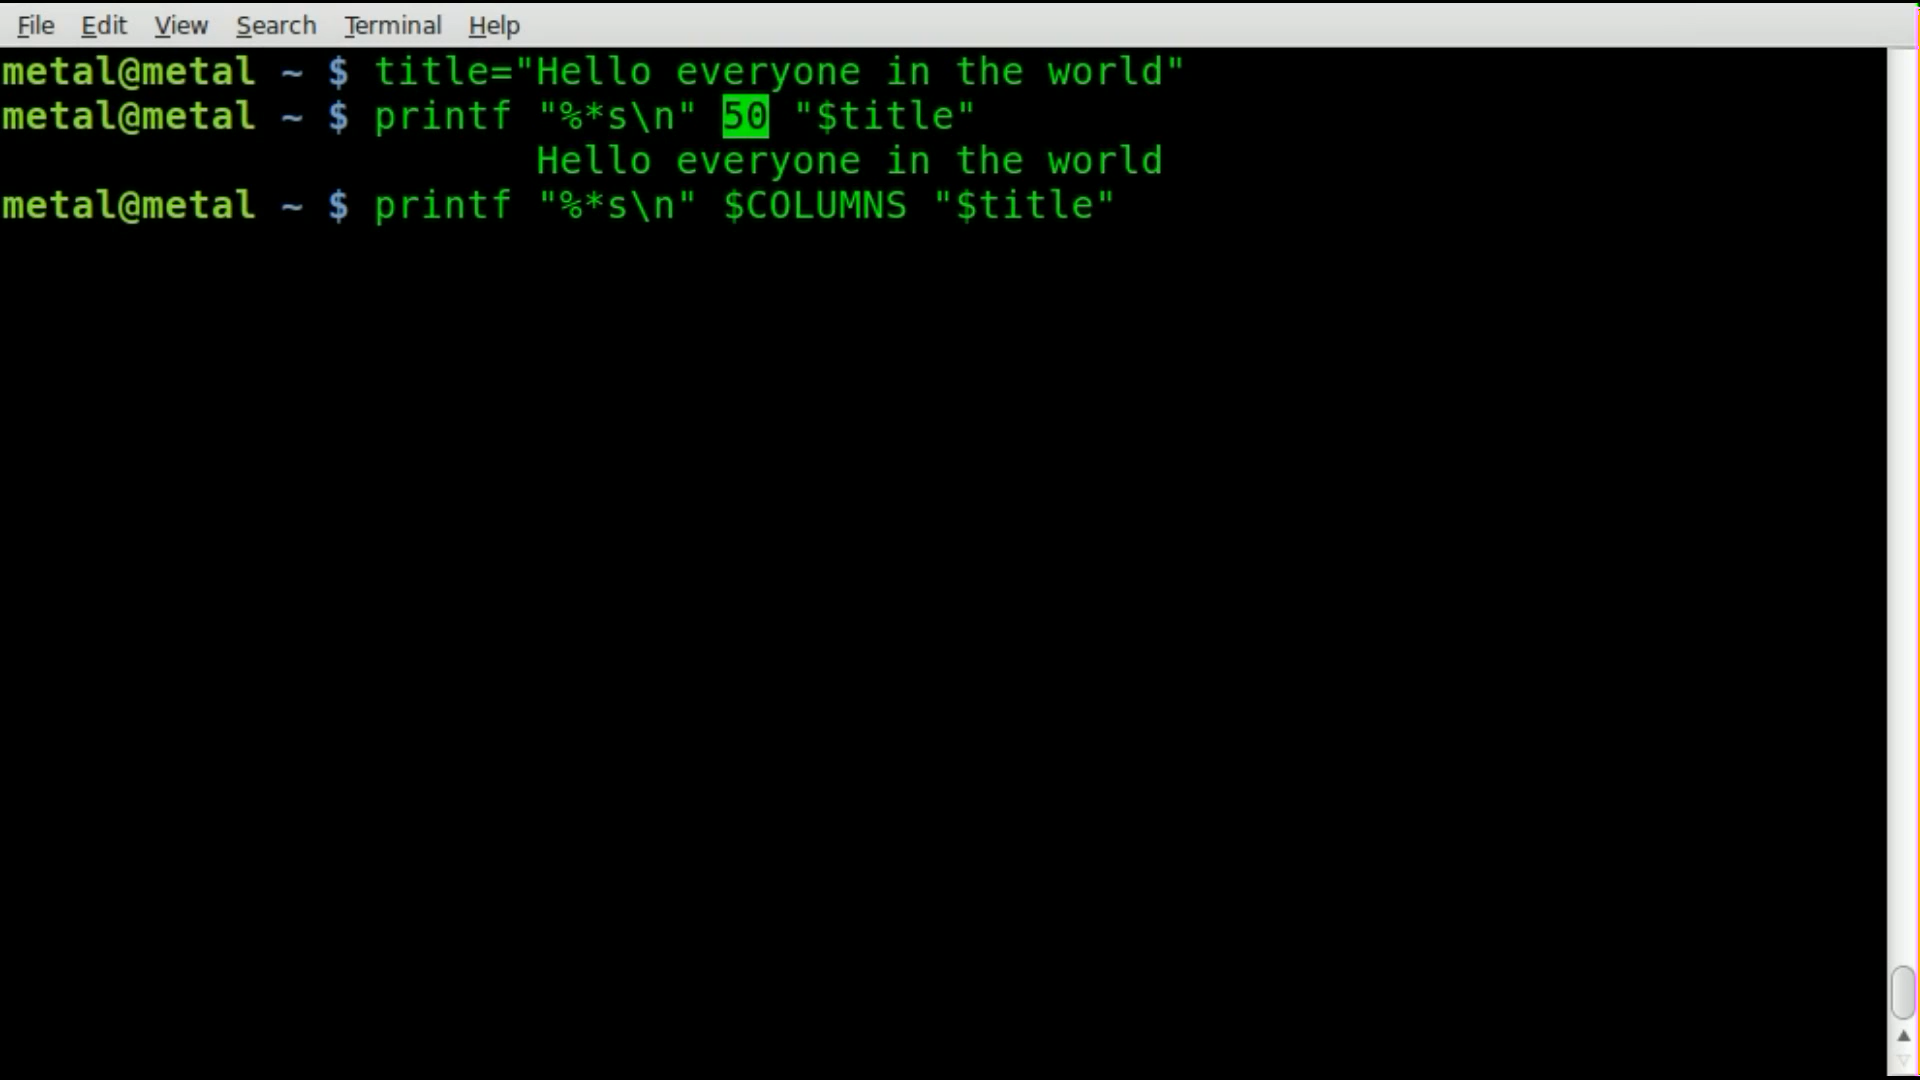 File Edit View Search Terminal Help
metal@metal ~ $ title="Hello everyone in the world"
metal@metal ~ $ printf "%*s\n" 50 "$title"
                       Hello everyone in the world
metal@metal ~ $ printf "%*s\n" $COLUMNS "$title"